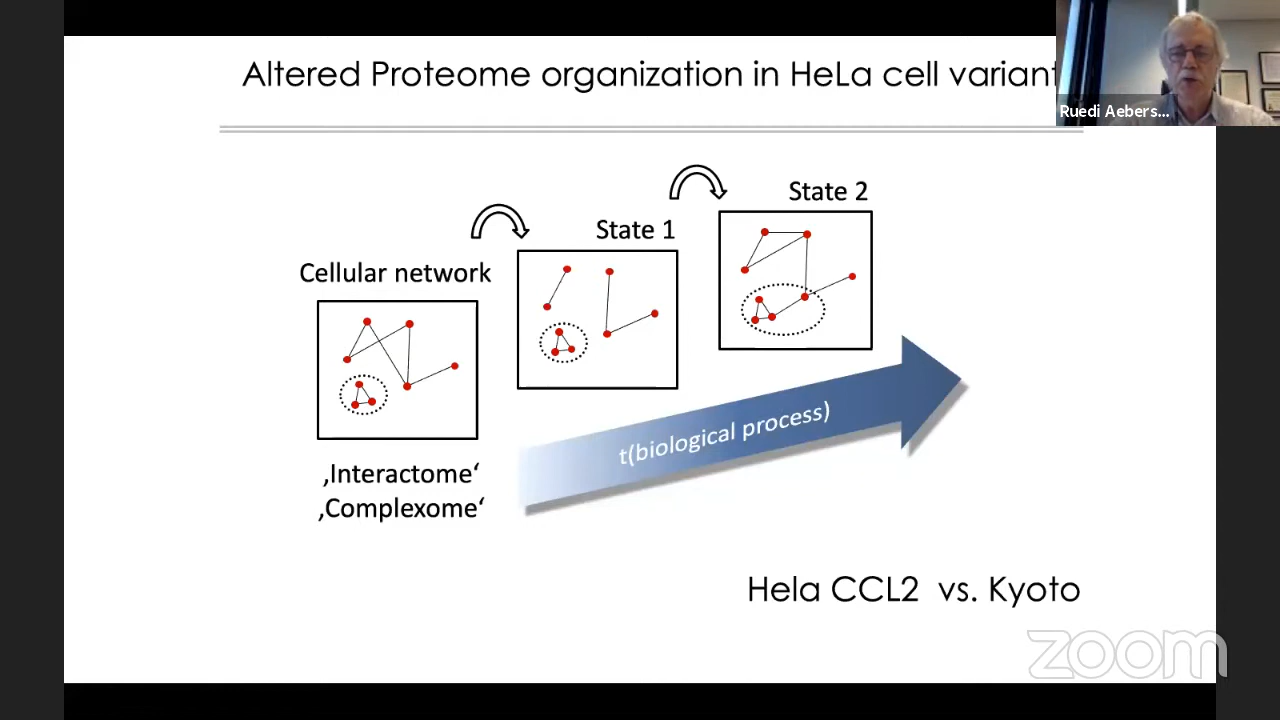 Altered Proteome organization in HeLa cell variant
Ruedi Aebers...
State 2
State 1
Cellular network
t(biological process)
‚Interactome‘
‚Complexome‘
Hela CCL2 vs. Kyoto
zoom